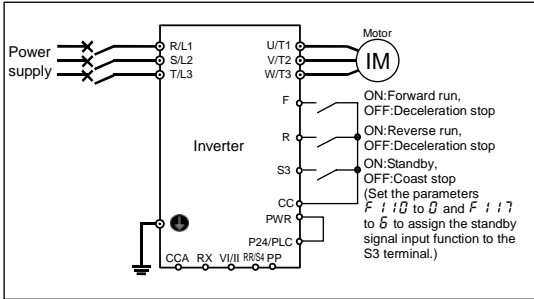 Power
supply
R/L1
S/L2
T/L3
U/T1
V/T2
W/T3
Motor
IM
Inverter
F
ON:Forward run,
OFF:Deceleration stop
R
ON:Reverse run,
OFF:Deceleration stop
S3
ON:Standby,
OFF:Coast stop
(Set the parameters
F 110 to 0 and F 117
to 6 to assign the standby
signal input function to the
S3 terminal.)
CC
PWR
P24/PLC
CCA RX VI/II RR/S4 PP